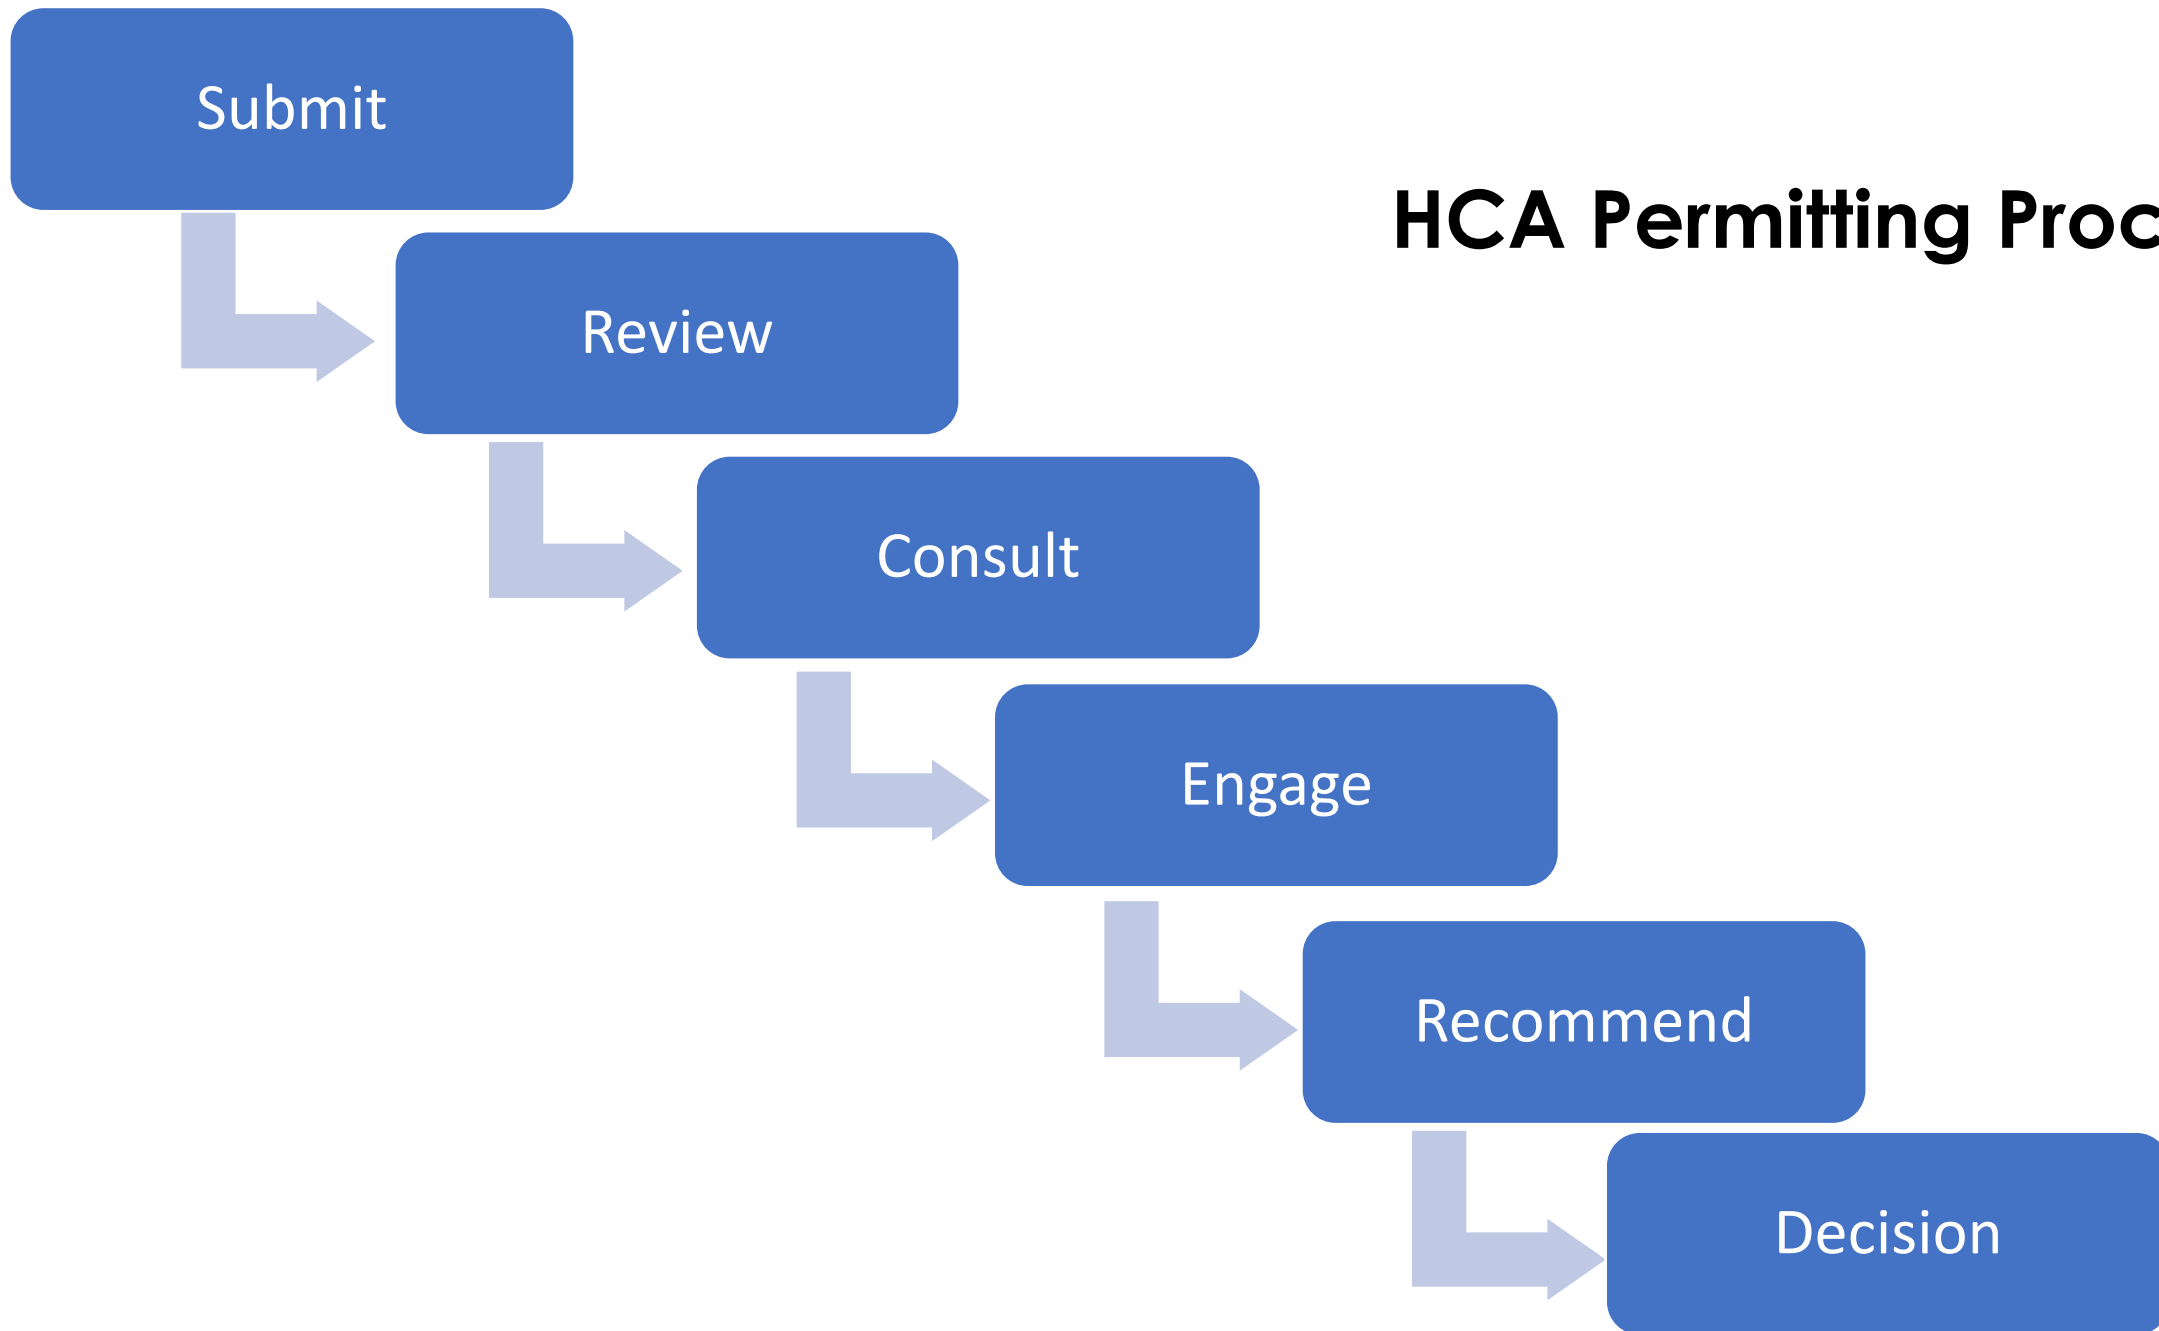 Submit
HCA Permitting Proc
Review
Consult
Engage
Recommend
Decision